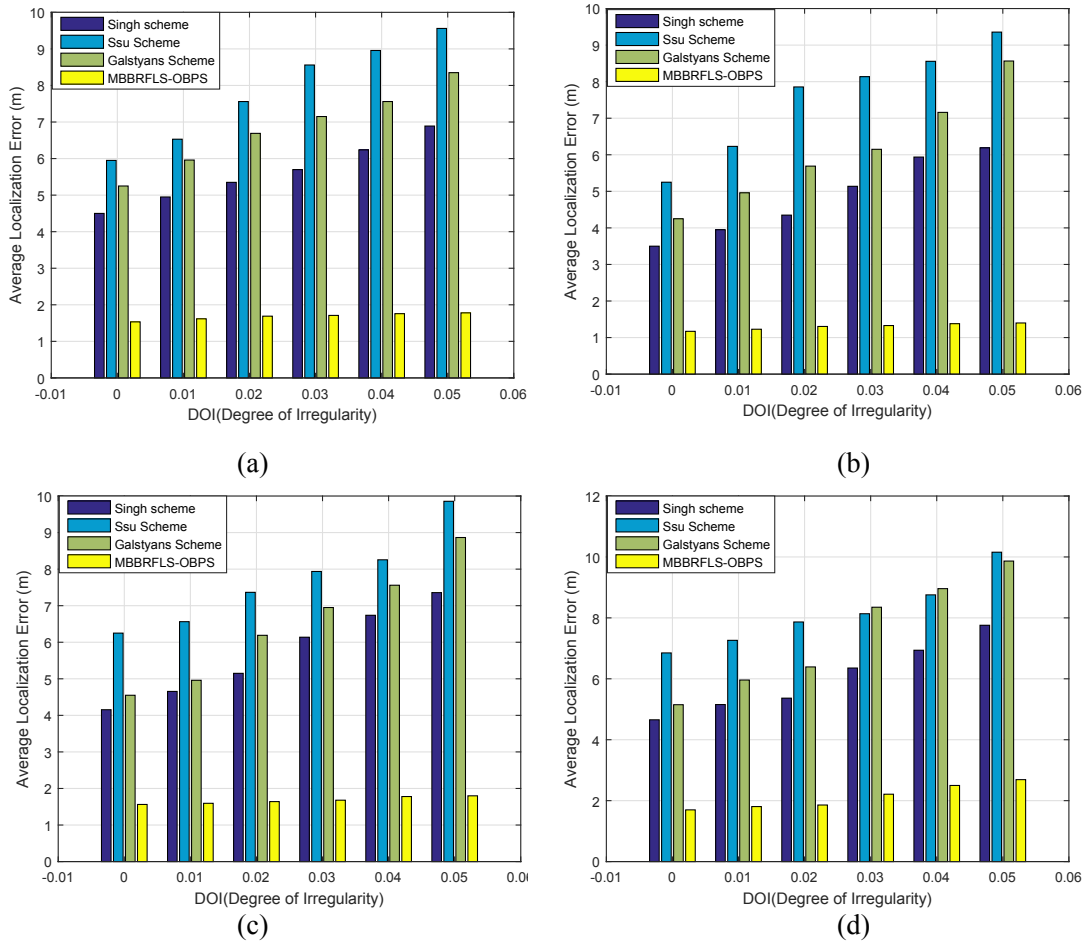 10
9
8
7
6
5
4
3
2
1
0
Average Localization Error (m)
Singh scheme
Ssu Scheme
Galstyans Scheme
MBBRFLS-OBPS
-0.01 0 0.01 0.02 0.03 0.04 0.05 0.06
DOI(Degree of Irregularity)
(a)
10
9
8
7
6
5
4
3
2
1
0
Average Localization Error (m)
Singh scheme
Ssu Scheme
Galstyans Scheme
MBBRFLS-OBPS
-0.01 0 0.01 0.02 0.03 0.04 0.05 0.06
DOI(Degree of Irregularity)
(b)
10
9
8
7
6
5
4
3
2
1
0
Average Localization Error (m)
Singh scheme
Ssu Scheme
Galstyans Scheme
MBBRFLS-OBPS
-0.01 0 0.01 0.02 0.03 0.04 0.05 0.06
DOI(Degree of Irregularity)
(c)
12
10
8
6
4
2
0
Average Localization Error (m)
Singh scheme
Ssu Scheme
Galstyans Scheme
MBBRFLS-OBPS
-0.01 0 0.01 0.02 0.03 0.04 0.05 0.06
DOI(Degree of Irregularity)
(d)